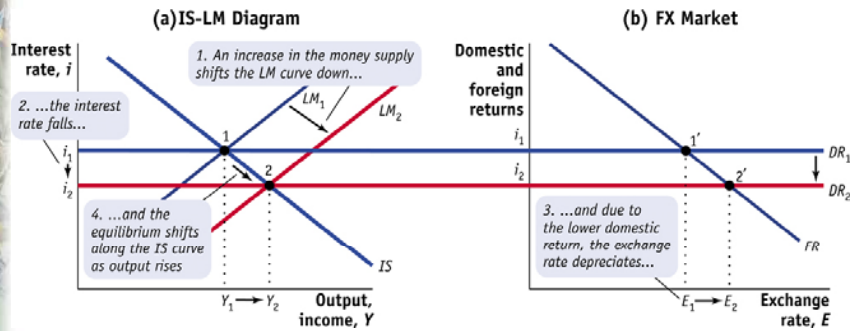 (a) IS-LM Diagram
Interest
rate, i
1. An increase in the money supply
shifts the LM curve down...
2. ...the interest
rate falls...
LM₁
LM₂
1
i₁
2
i₂
4. ...and the
equilibrium shifts
along the IS curve
as output rises
IS
Y₁
Y₂
Output,
income, Y
(b) FX Market
Domestic
and
foreign
returns
i₁
1′
DR₁
i₂
2′
DR₂
3. ...and due to
the lower domestic
return, the exchange
rate depreciates...
FR
E₁
E₂
Exchange
rate, E